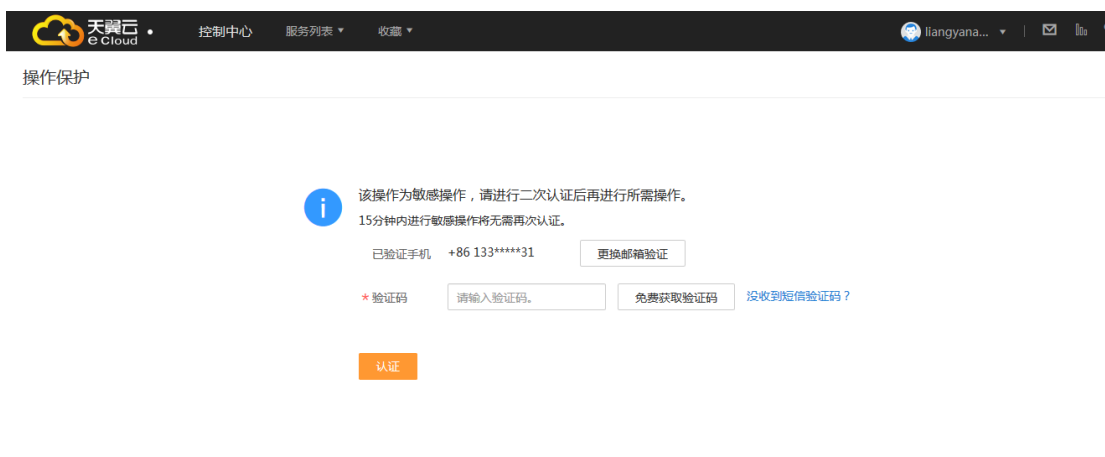 天翼云 e Cloud 控制中心 服务列表 收藏 liangyana...
操作保护
该操作为敏感操作，请进行二次认证后再进行所需操作。
15分钟内进行敏感操作将无需再次认证。
已验证手机 +86 133*****31 更换邮箱验证
* 验证码 请输入验证码。 免费获取验证码 没收到短信验证码？
认证